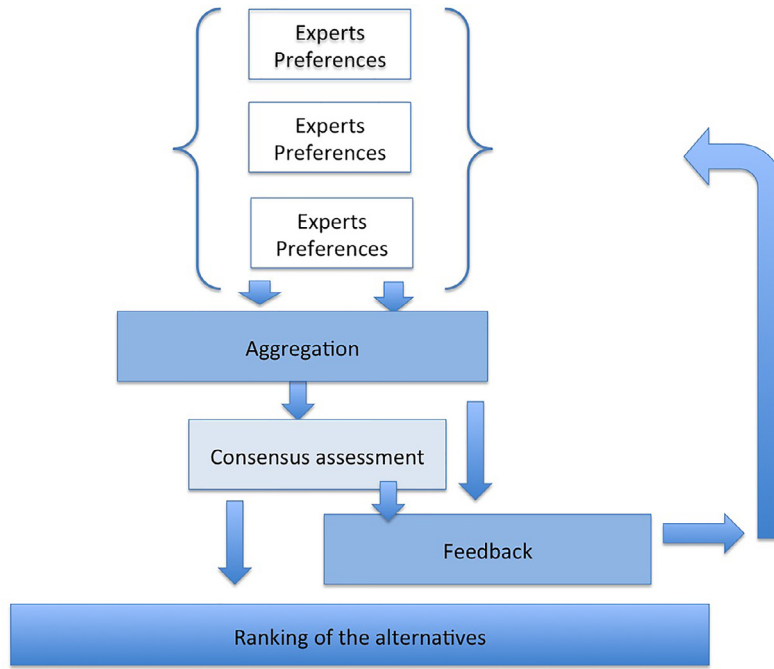 Experts
Preferences
Experts
Preferences
Experts
Preferences
Aggregation
Consensus assessment
Feedback
Ranking of the alternatives